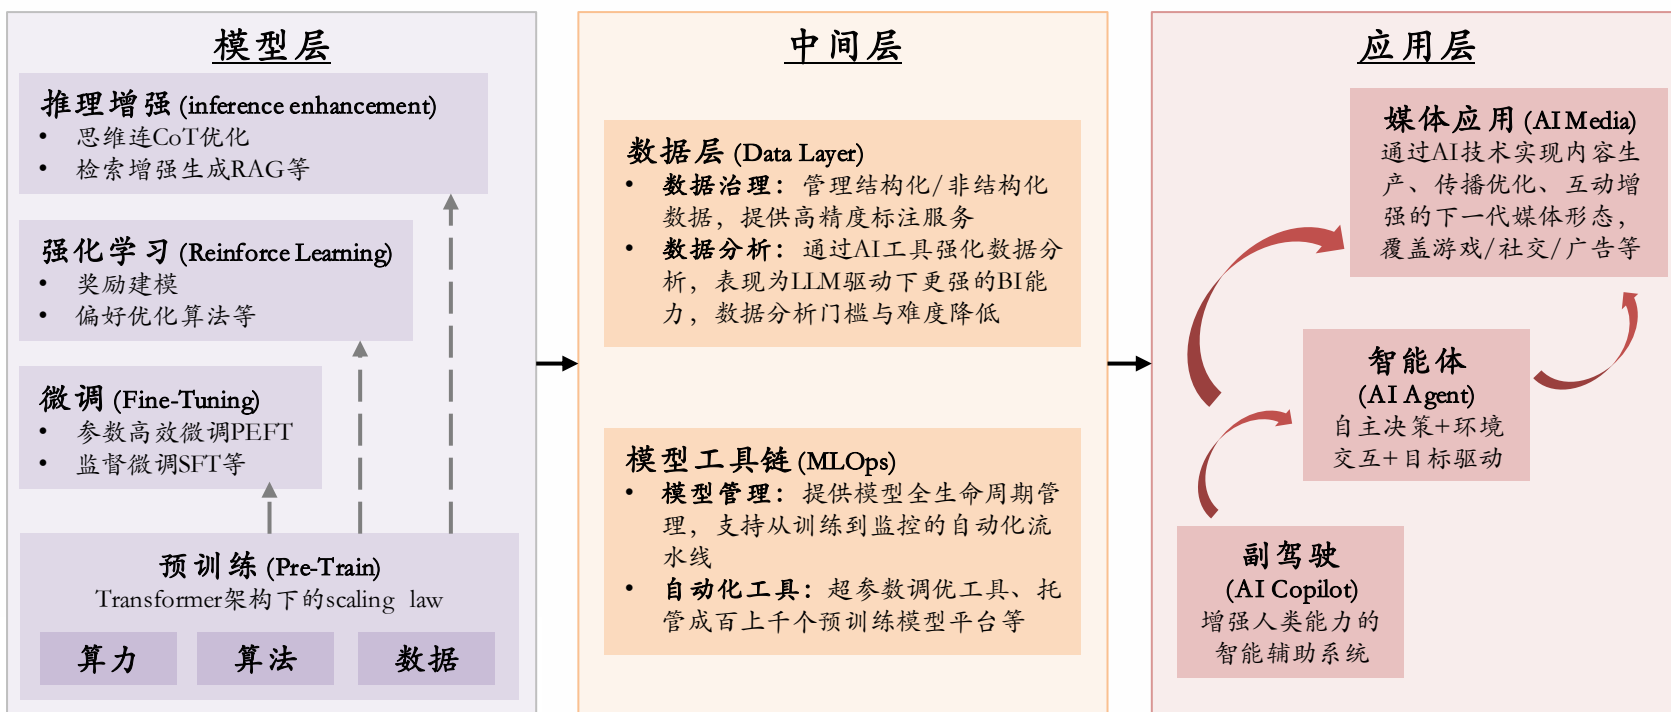 模型层
推理增强 (inference enhancement)
• 思维连CoT优化
• 检索增强生成RAG等
强化学习 (Reinforce Learning)
• 奖励建模
• 偏好优化算法等
微调 (Fine-Tuning)
• 参数高效微调PEFT
• 监督微调SFT等
预训练 (Pre-Train)
Transformer架构下的scaling law
算力
算法
数据
中间层
数据层 (Data Layer)
• 数据治理：管理结构化/非结构化
数据，提供高精度标注服务
• 数据分析：通过AI工具强化数据分
析，表现为LLM驱动下更强的BI能
力，数据分析门槛与难度降低
模型工具链 (MLOps)
• 模型管理：提供模型全生命周期管
理，支持从训练到监控的自动化流
水线
• 自动化工具：超参数调优工具、托
管成百上千个预训练模型平台等
应用层
媒体应用 (AI Media)
通过AI技术实现内容生
产、传播优化、互动增
强的下一代媒体形态，
覆盖游戏/社交/广告等
智能体
(AI Agent)
自主决策+环境
交互+目标驱动
副驾驶
(AI Copilot)
增强人类能力的
智能辅助系统